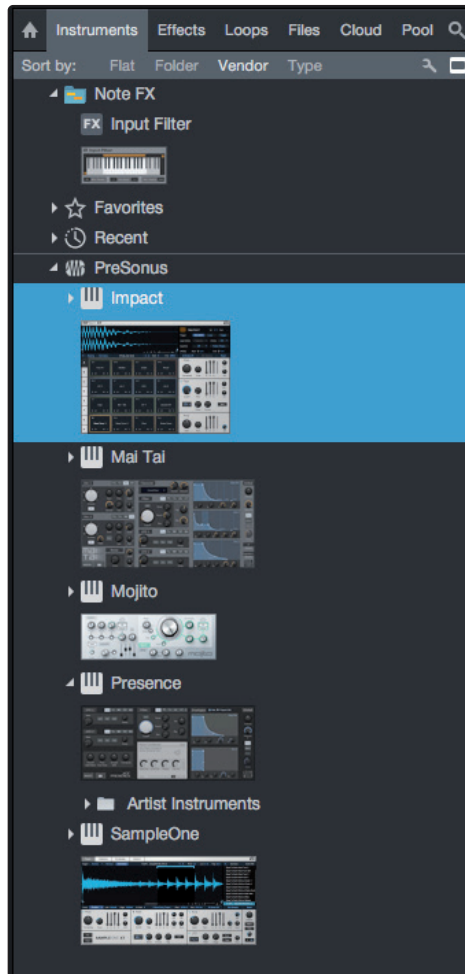 Instruments Effects Loops Files Cloud Pool
Sort by: Flat Folder Vendor Type
Note FX
FX Input Filter
Favorites
Recent
PreSonus
Impact
Mai Tai
Mojito
Presence
Artist Instruments
SampleOne